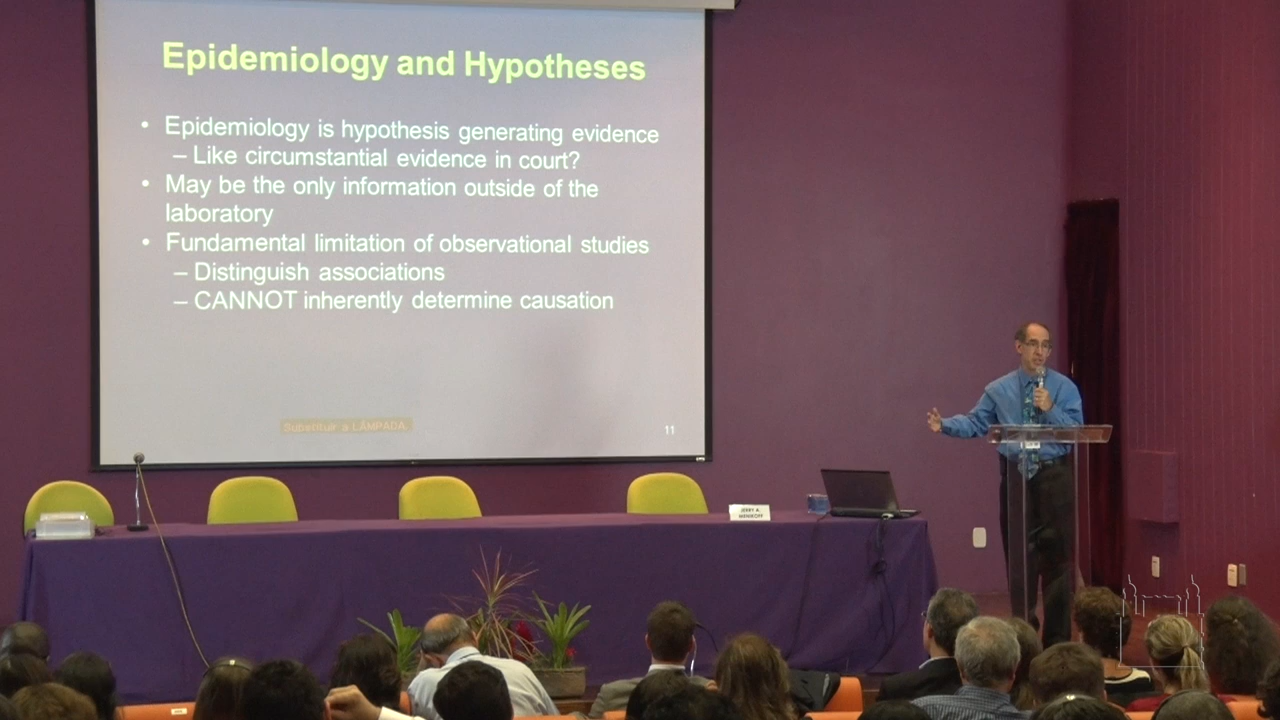 Epidemiology and Hypotheses
• Epidemiology is hypothesis generating evidence
– Like circumstantial evidence in court?
• May be the only information outside of the
laboratory
• Fundamental limitation of observational studies
– Distinguish associations
– CANNOT inherently determine causation
Substituir a LÂMPADA.
11
JERRY A.
MENIKOFF